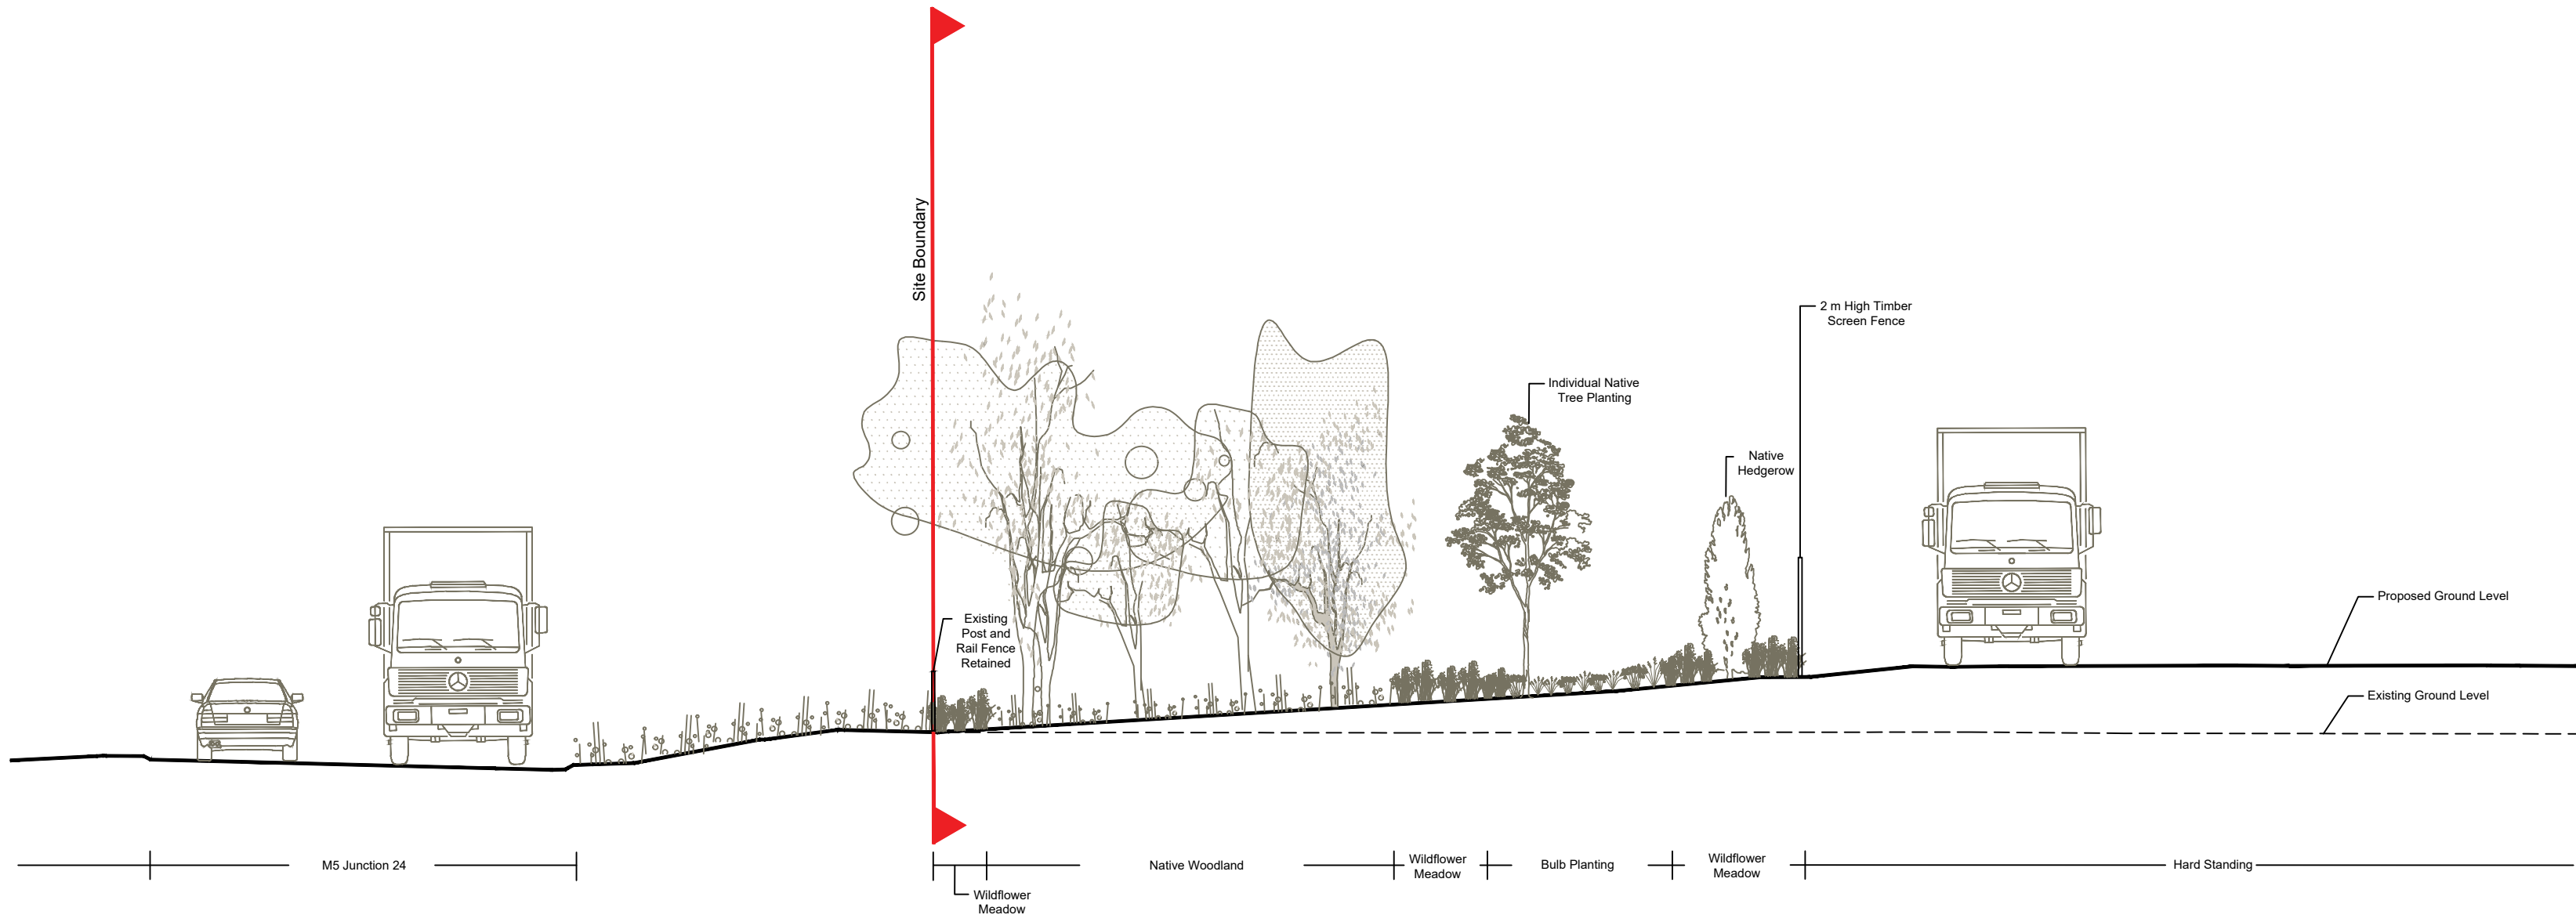 Site Boundary
2 m High Timber
Screen Fence
Individual Native
Tree Planting
Native
Hedgerow
Existing
Post and
Rail Fence
Retained
Proposed Ground Level
Existing Ground Level
M5 Junction 24
Wildflower
Meadow
Native Woodland
Wildflower
Meadow
Bulb Planting
Wildflower
Meadow
Hard Standing